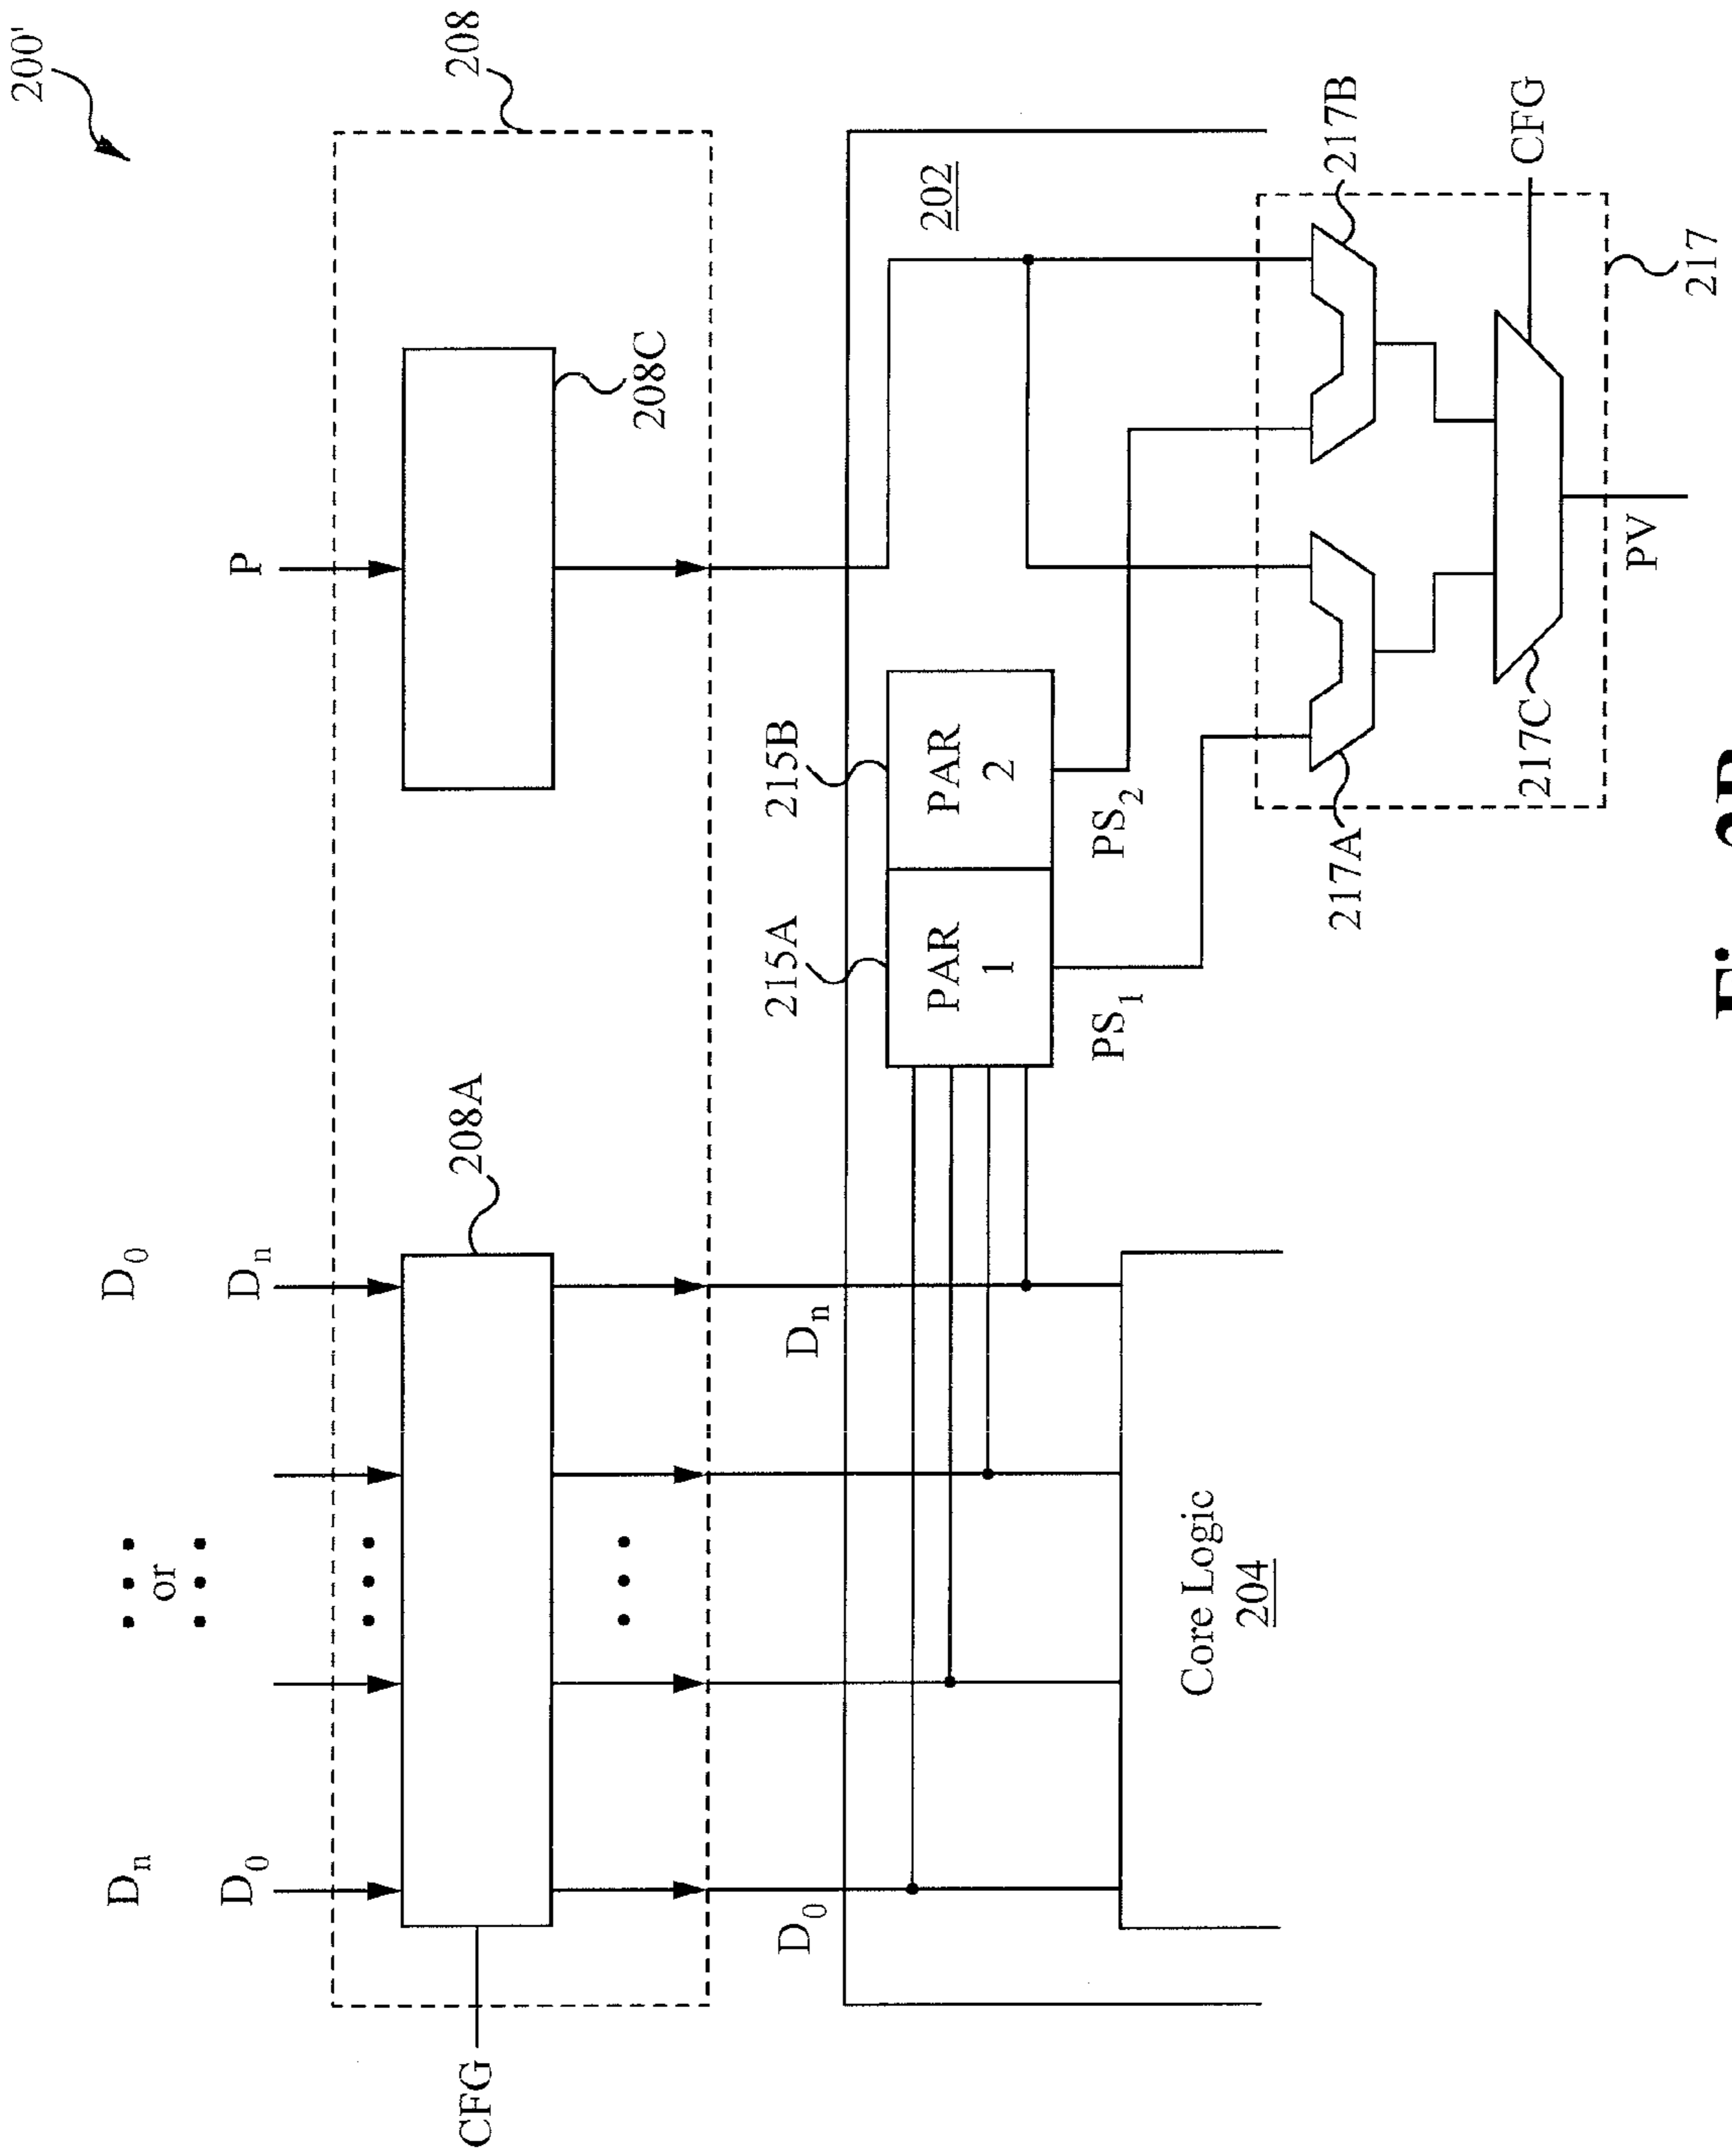 200'
208
D0
Dn
Dn
or
D0
P
208A
208C
CFG
Dn
D0
215A
215B
202
PAR
1
PAR
2
PS1
PS2
Core Logic
204
217A
217B
217C
CFG
PV
217